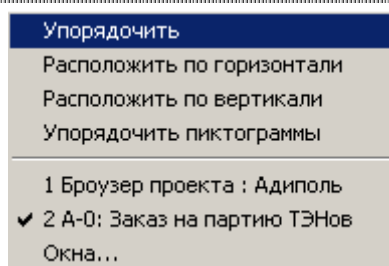 Упорядочить
Расположить по горизонтали
Расположить по вертикали
Упорядочить пиктограммы
1 Броузер проекта : Адиполь
2 A-0: Заказ на партию ТЭНов
Окна...